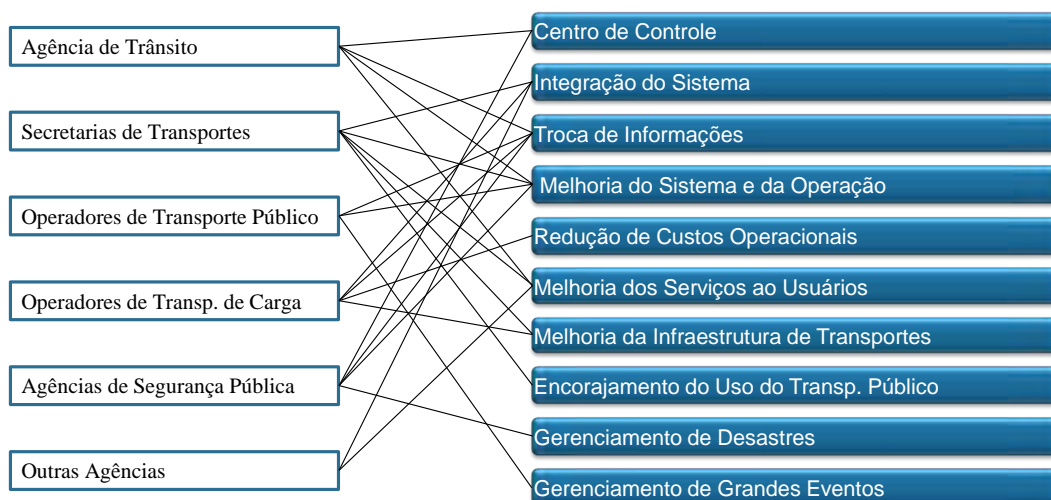 Agência de Trânsito
Secretarias de Transportes
Operadores de Transporte Público
Operadores de Transp. de Carga
Agências de Segurança Pública
Outras Agências
Centro de Controle
Integração do Sistema
Troca de Informações
Melhoria do Sistema e da Operação
Redução de Custos Operacionais
Melhoria dos Serviços ao Usuários
Melhoria da Infraestrutura de Transportes
Encorajamento do Uso do Transp. Público
Gerenciamento de Desastres
Gerenciamento de Grandes Eventos